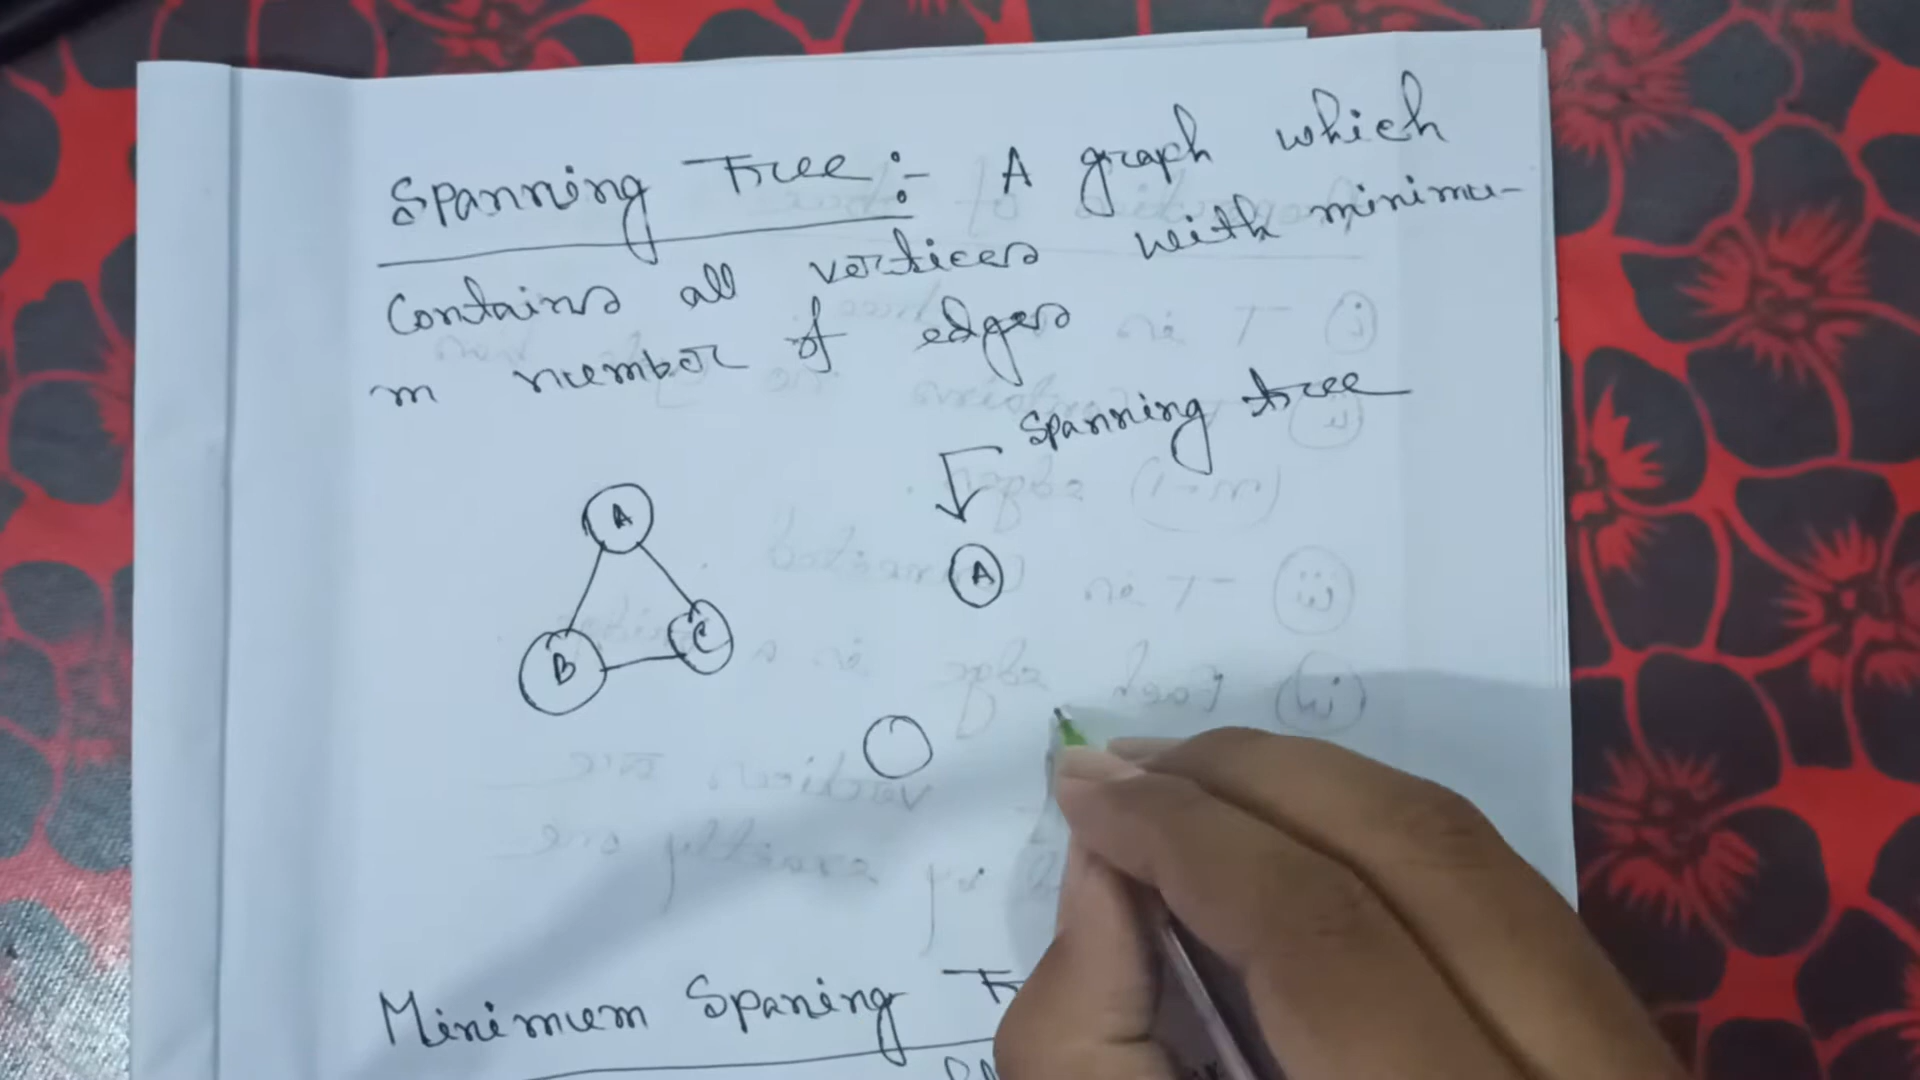 Spanning Tree :- A graph which
Contains all vertices with minimu-
m number of edges
Spanning tree
A
A
B
C
Minimum Spaning